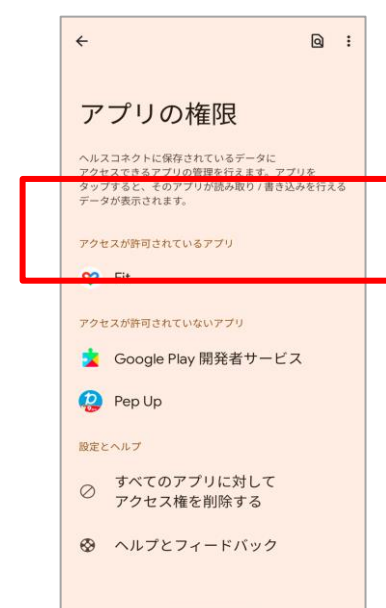 アプリの権限
ヘルスコネクトに保存されているデータに
アクセスできるアプリの管理を行えます。アプリを
タップすると、そのアプリが読み取り / 書き込みを行える
データが表示されます。
アクセスが許可されているアプリ
Fit
アクセスが許可されていないアプリ
Google Play 開発者サービス
Pep Up
設定とヘルプ
すべてのアプリに対して
アクセス権を削除する
ヘルプとフィードバック